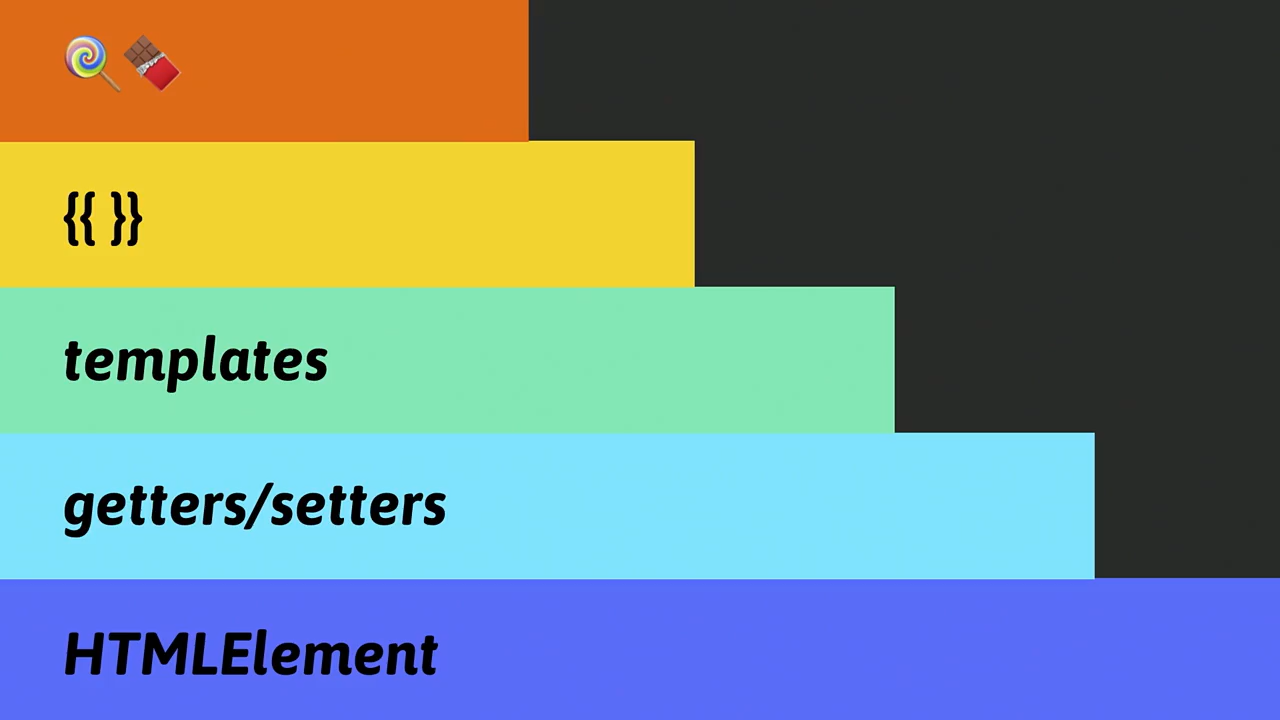 🍭 🍫
{{ }}
templates
getters/setters
HTMLElement